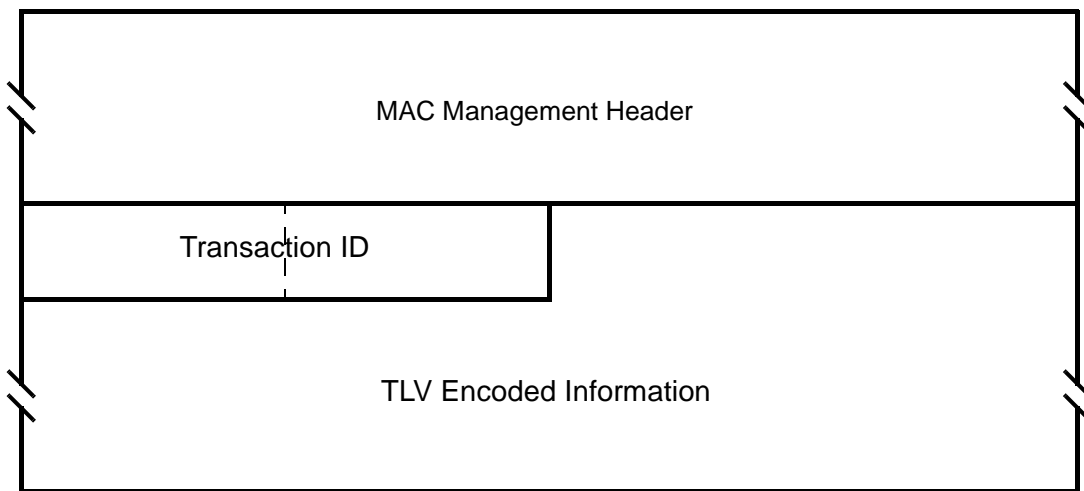 MAC Management Header
Transaction ID
TLV Encoded Information